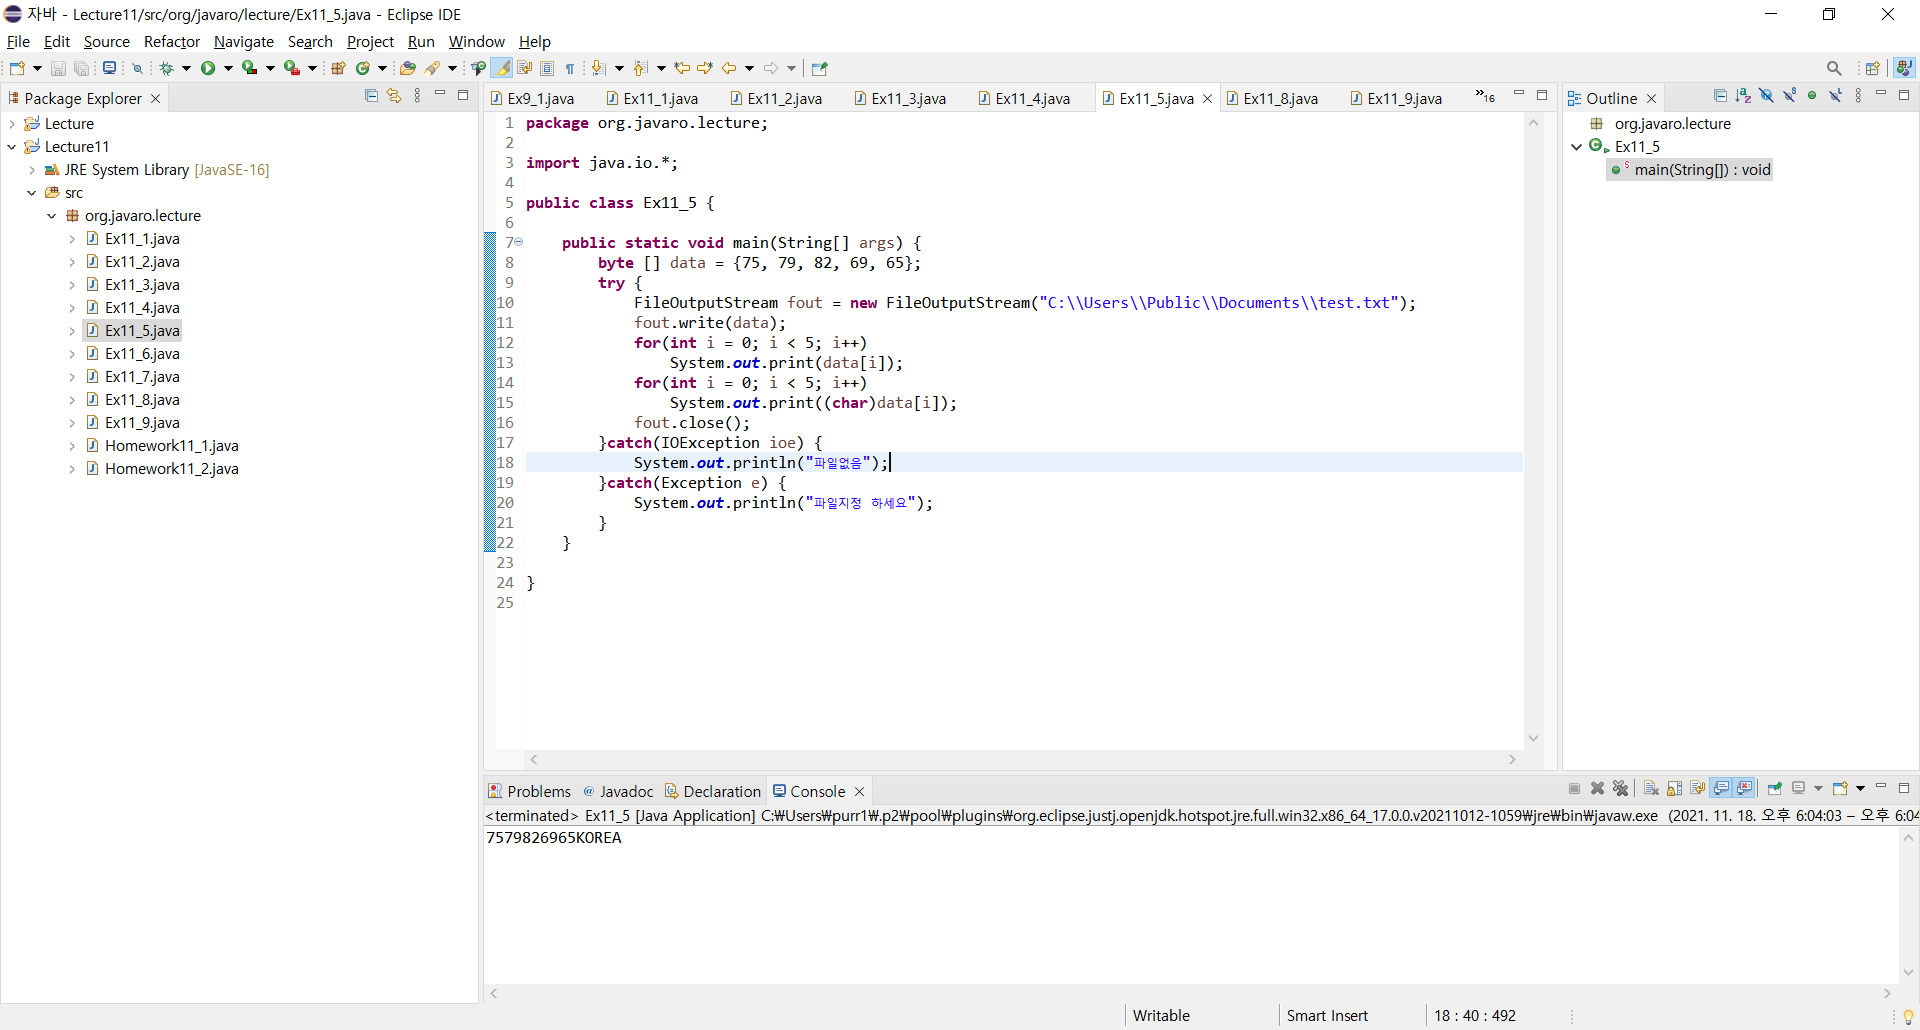 자바 - Lecture11/src/org/javaro/lecture/Ex11_5.java - Eclipse IDE
File Edit Source Refactor Navigate Search Project Run Window Help
Package Explorer
Lecture
Lecture11
JRE System Library [JavaSE-16]
src
org.javaro.lecture
Ex11_1.java
Ex11_2.java
Ex11_3.java
Ex11_4.java
Ex11_5.java
Ex11_6.java
Ex11_7.java
Ex11_8.java
Ex11_9.java
Homework11_1.java
Homework11_2.java
Ex9_1.java Ex11_1.java Ex11_2.java Ex11_3.java Ex11_4.java Ex11_5.java Ex11_8.java Ex11_9.java »16
1 package org.javaro.lecture;
2
3 import java.io.*;
4
5 public class Ex11_5 {
6
7 public static void main(String[] args) {
8 byte [] data = {75, 79, 82, 69, 65};
9 try {
10 FileOutputStream fout = new FileOutputStream("C:\\Users\\Public\\Documents\\test.txt");
11 fout.write(data);
12 for(int i = 0; i < 5; i++)
13 System.out.print(data[i]);
14 for(int i = 0; i < 5; i++)
15 System.out.print((char)data[i]);
16 fout.close();
17 }catch(IOException ioe) {
18 System.out.println("파일없음");
19 }catch(Exception e) {
20 System.out.println("파일지정 하세요");
21 }
22 }
23
24 }
25
Outline
org.javaro.lecture
Ex11_5
main(String[]) : void
Problems Javadoc Declaration Console
<terminated> Ex11_5 [Java Application] C:₩Users₩purr1₩.p2₩pool₩plugins₩org.eclipse.justj.openjdk.hotspot.jre.full.win32.x86_64_17.0.0.v20211012-1059₩jre₩bin₩javaw.exe (2021. 11. 18. 오후 6:04:03 – 오후 6:04
7579826965KOREA
Writable Smart Insert 18 : 40 : 492